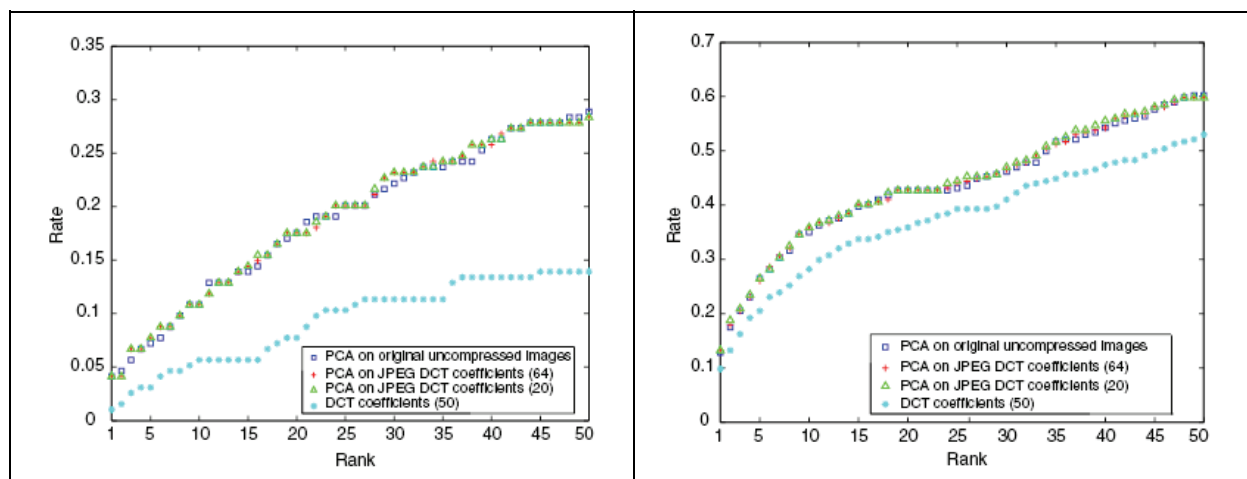 0.35
0.3
0.25
0.2
0.15
0.1
0.05
0
Rate
1 5 10 15 20 25 30 35 40 45 50
Rank
PCA on original uncompressed images
PCA on JPEG DCT coefficients (64)
PCA on JPEG DCT coefficients (20)
DCT coefficients (50)
0.7
0.6
0.5
0.4
0.3
0.2
0.1
0
Rate
1 5 10 15 20 25 30 35 40 45 50
Rank
PCA on original uncompressed images
PCA on JPEG DCT coefficients (64)
PCA on JPEG DCT coefficients (20)
DCT coefficients (50)